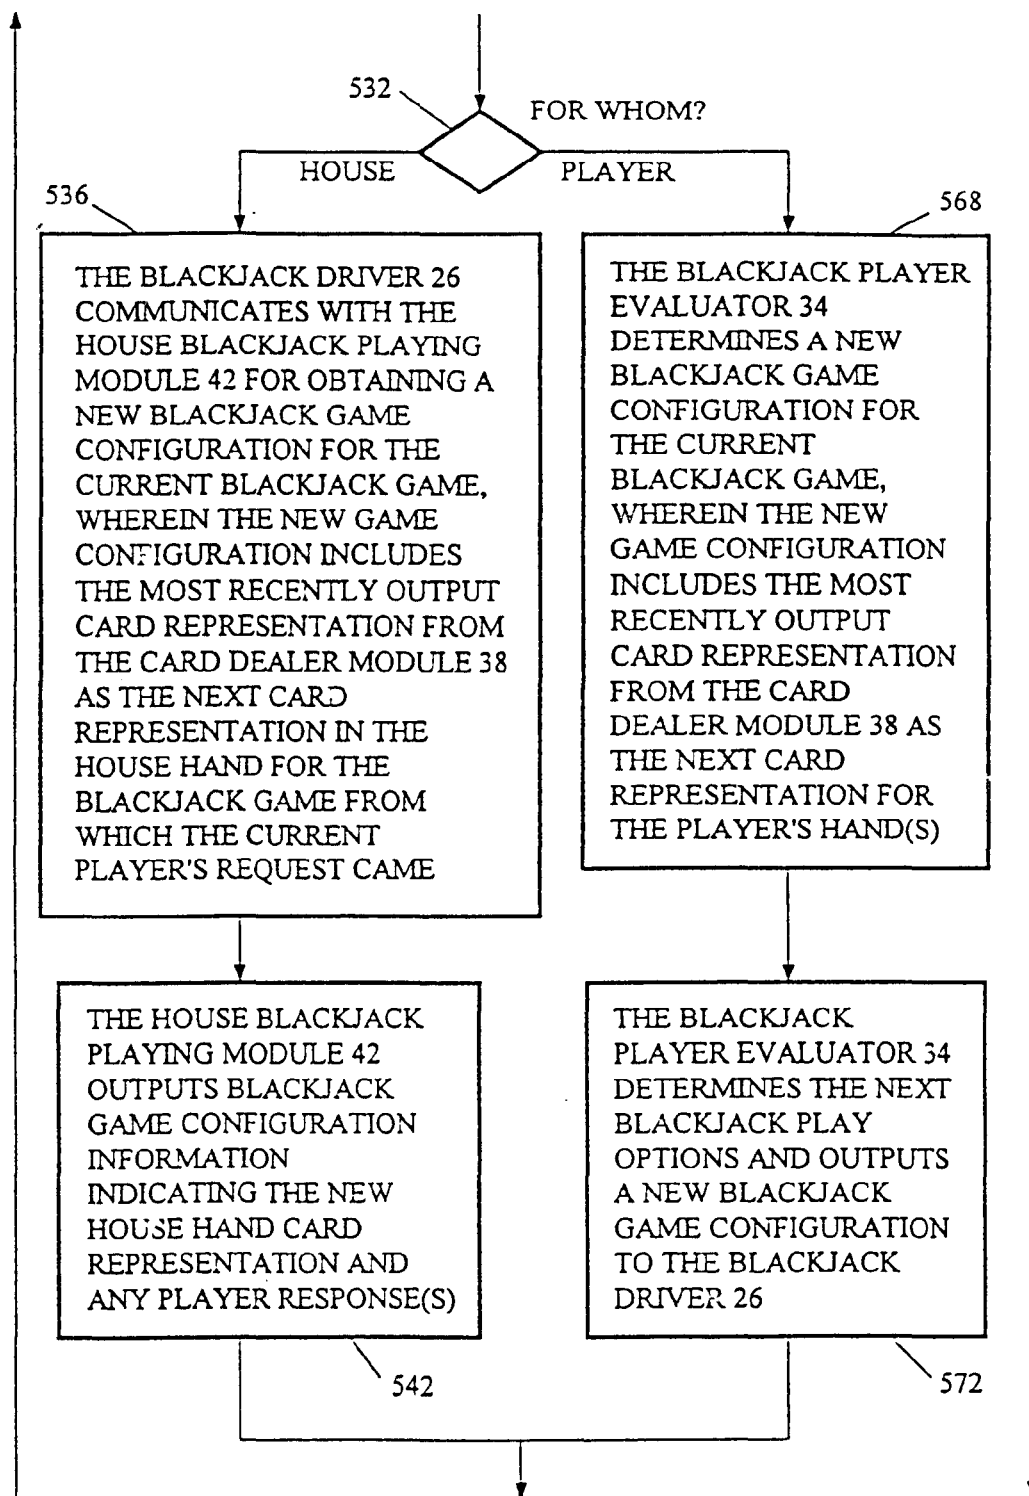 532
FOR WHOM?
HOUSE
PLAYER
536
THE BLACKJACK DRIVER 26
COMMUNICATES WITH THE
HOUSE BLACKJACK PLAYING
MODULE 42 FOR OBTAINING A
NEW BLACKJACK GAME
CONFIGURATION FOR THE
CURRENT BLACKJACK GAME,
WHEREIN THE NEW GAME
CONFIGURATION INCLUDES
THE MOST RECENTLY OUTPUT
CARD REPRESENTATION FROM
THE CARD DEALER MODULE 38
AS THE NEXT CARD
REPRESENTATION IN THE
HOUSE HAND FOR THE
BLACKJACK GAME FROM
WHICH THE CURRENT
PLAYER'S REQUEST CAME
568
THE BLACKJACK PLAYER
EVALUATOR 34
DETERMINES A NEW
BLACKJACK GAME
CONFIGURATION FOR
THE CURRENT
BLACKJACK GAME,
WHEREIN THE NEW
GAME CONFIGURATION
INCLUDES THE MOST
RECENTLY OUTPUT
CARD REPRESENTATION
FROM THE CARD
DEALER MODULE 38 AS
THE NEXT CARD
REPRESENTATION FOR
THE PLAYER'S HAND(S)
THE HOUSE BLACKJACK
PLAYING MODULE 42
OUTPUTS BLACKJACK
GAME CONFIGURATION
INFORMATION
INDICATING THE NEW
HOUSE HAND CARD
REPRESENTATION AND
ANY PLAYER RESPONSE(S)
542
THE BLACKJACK
PLAYER EVALUATOR 34
DETERMINES THE NEXT
BLACKJACK PLAY
OPTIONS AND OUTPUTS
A NEW BLACKJACK
GAME CONFIGURATION
TO THE BLACKJACK
DRIVER 26
572